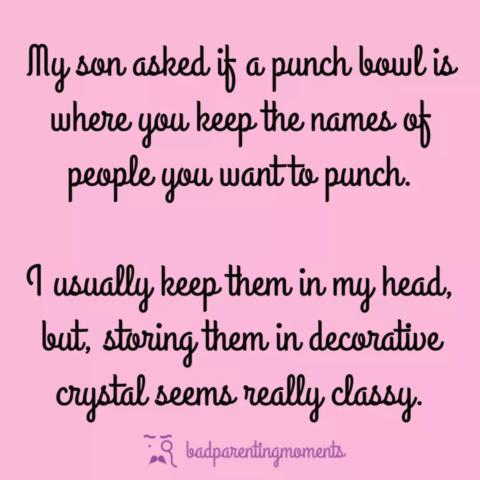 My son asked if a punch bowl is
where you keep the names of
people you want to punch.
I usually keep them in my head,
but, storing them in decorative
crystal seems really classy.
badparentingmoments